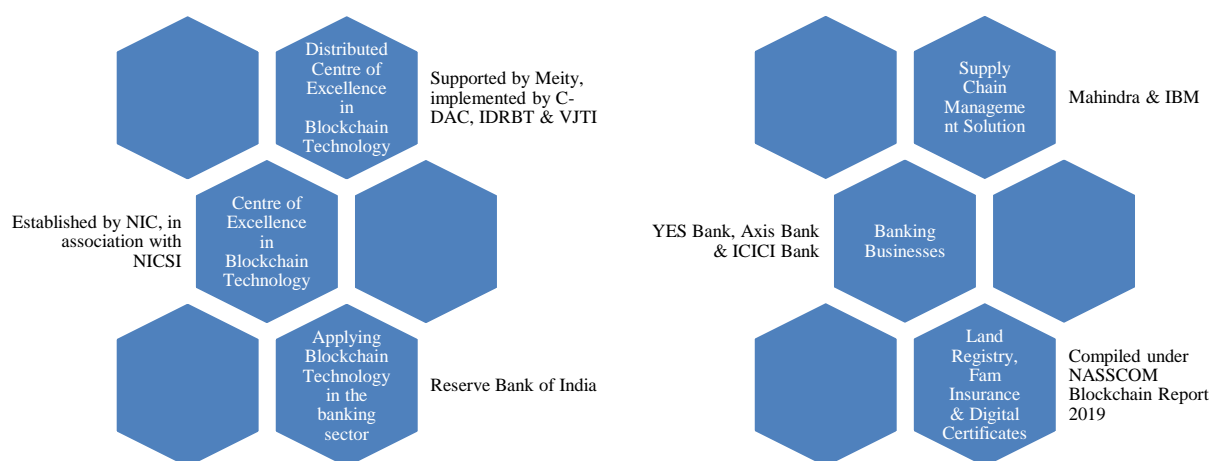 Distributed
Centre of
Excellence
in
Blockchain
Technology
Supported by Meity,
implemented by C-
DAC, IDRBT & VJTI
Established by NIC, in
association with
NICSI
Centre of
Excellence
in
Blockchain
Technology
Applying
Blockchain
Technology
in the
banking
sector
Reserve Bank of India
Supply
Chain
Manageme
nt Solution
Mahindra & IBM
YES Bank, Axis Bank
& ICICI Bank
Banking
Businesses
Land
Registry,
Fam
Insurance
& Digital
Certificates
Compiled under
NASSCOM
Blockchain Report
2019